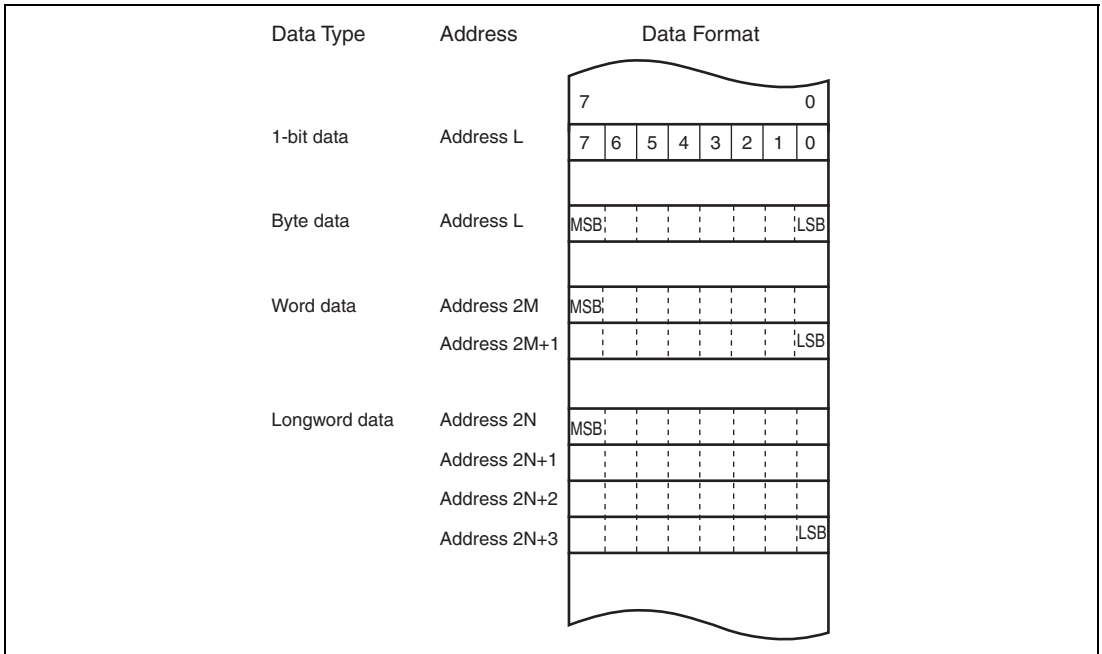 Data Type Address Data Format
7 0
1-bit data Address L 7 6 5 4 3 2 1 0
Byte data Address L MSB LSB
Word data Address 2M MSB
Address 2M+1 LSB
Longword data Address 2N MSB
Address 2N+1
Address 2N+2
Address 2N+3 LSB